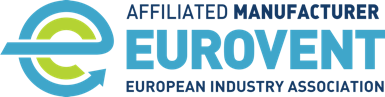 AFFILIATED MANUFACTURER
EUROVENT
EUROPEAN INDUSTRY ASSOCIATION